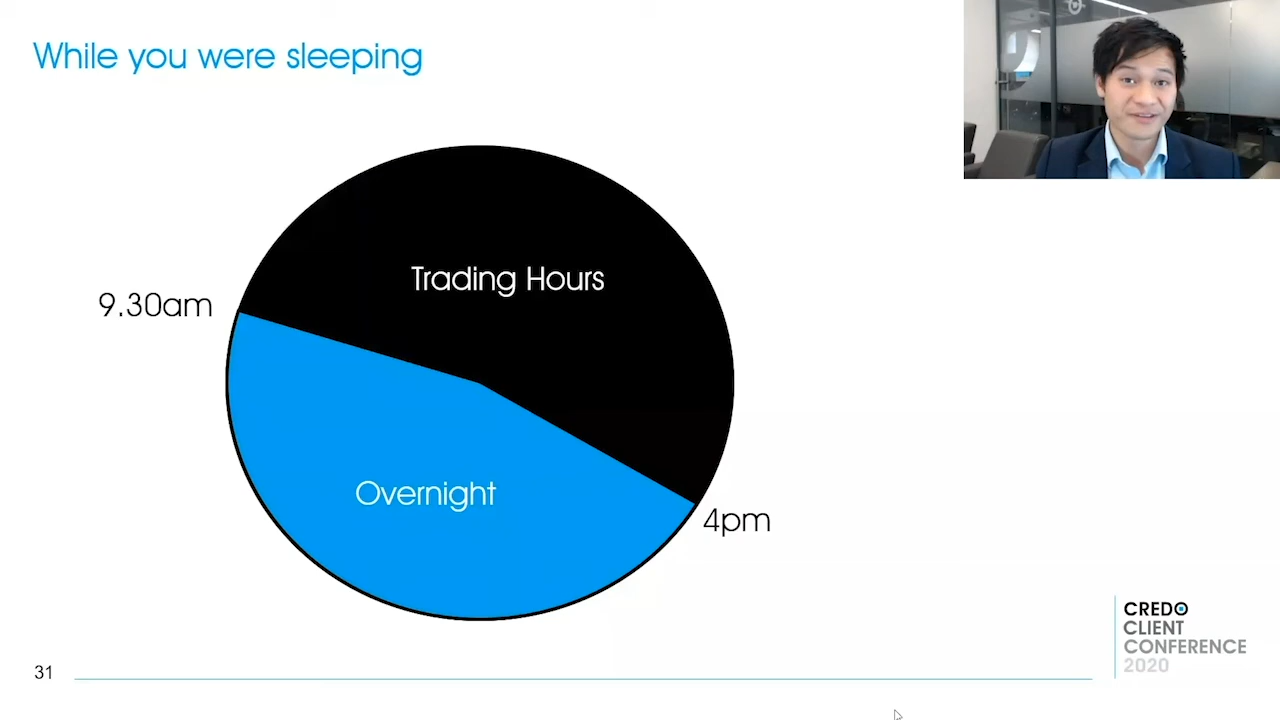 While you were sleeping
Trading Hours
9.30am
Overnight
4pm
CREDO
CLIENT
CONFERENCE
2020
31